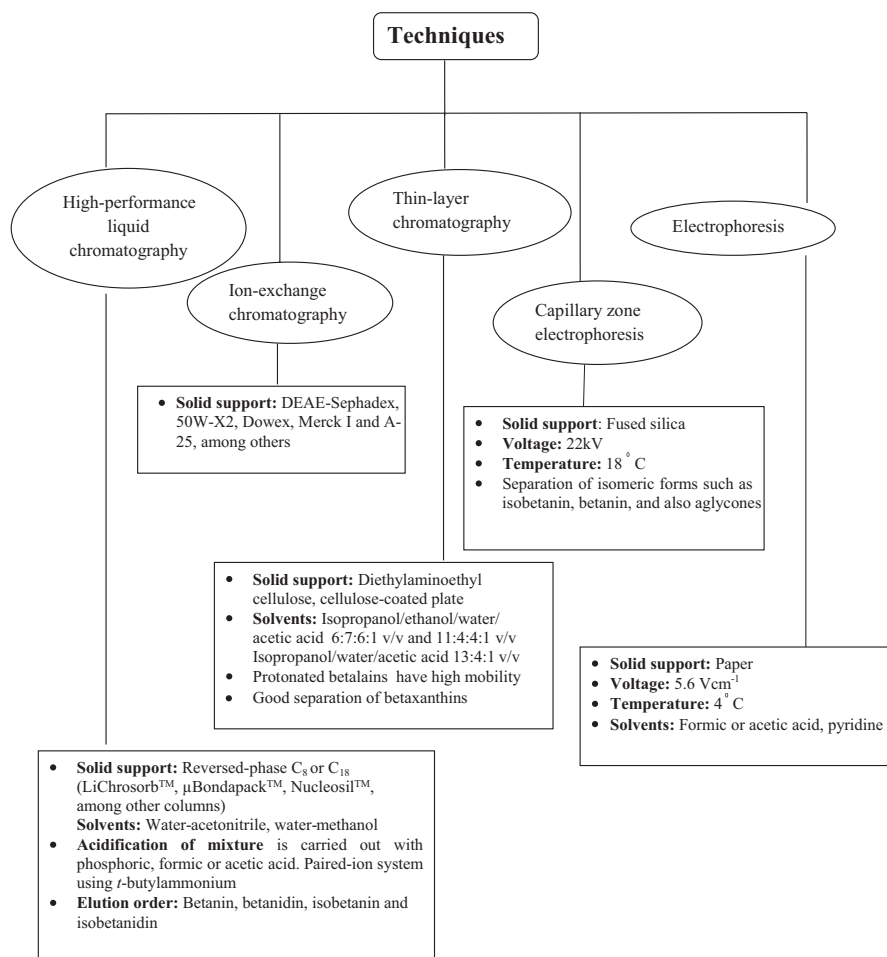 Techniques
High-performance
liquid
chromatography
Ion-exchange
chromatography
Thin-layer
chromatography
Capillary zone
electrophoresis
Electrophoresis
• Solid support: DEAE-Sephadex,
50W-X2, Dowex, Merck I and A-
25, among others
• Solid support: Fused silica
• Voltage: 22kV
• Temperature: 18° C
• Separation of isomeric forms such as
isobetanin, betanin, and also aglycones
• Solid support: Diethylaminoethyl
cellulose, cellulose-coated plate
• Solvents: Isopropanol/ethanol/water/
acetic acid 6:7:6:1 v/v and 11:4:4:1 v/v
Isopropanol/water/acetic acid 13:4:1 v/v
• Protonated betalains have high mobility
• Good separation of betaxanthins
• Solid support: Paper
• Voltage: 5.6 Vcm⁻¹
• Temperature: 4° C
• Solvents: Formic or acetic acid, pyridine
• Solid support: Reversed-phase C₈ or C₁₈
(LiChrosorb™, µBondapack™, Nucleosil™,
among other columns)
Solvents: Water-acetonitrile, water-methanol
• Acidification of mixture is carried out with
phosphoric, formic or acetic acid. Paired-ion system
using t-butylammonium
• Elution order: Betanin, betanidin, isobetanin and
isobetanidin